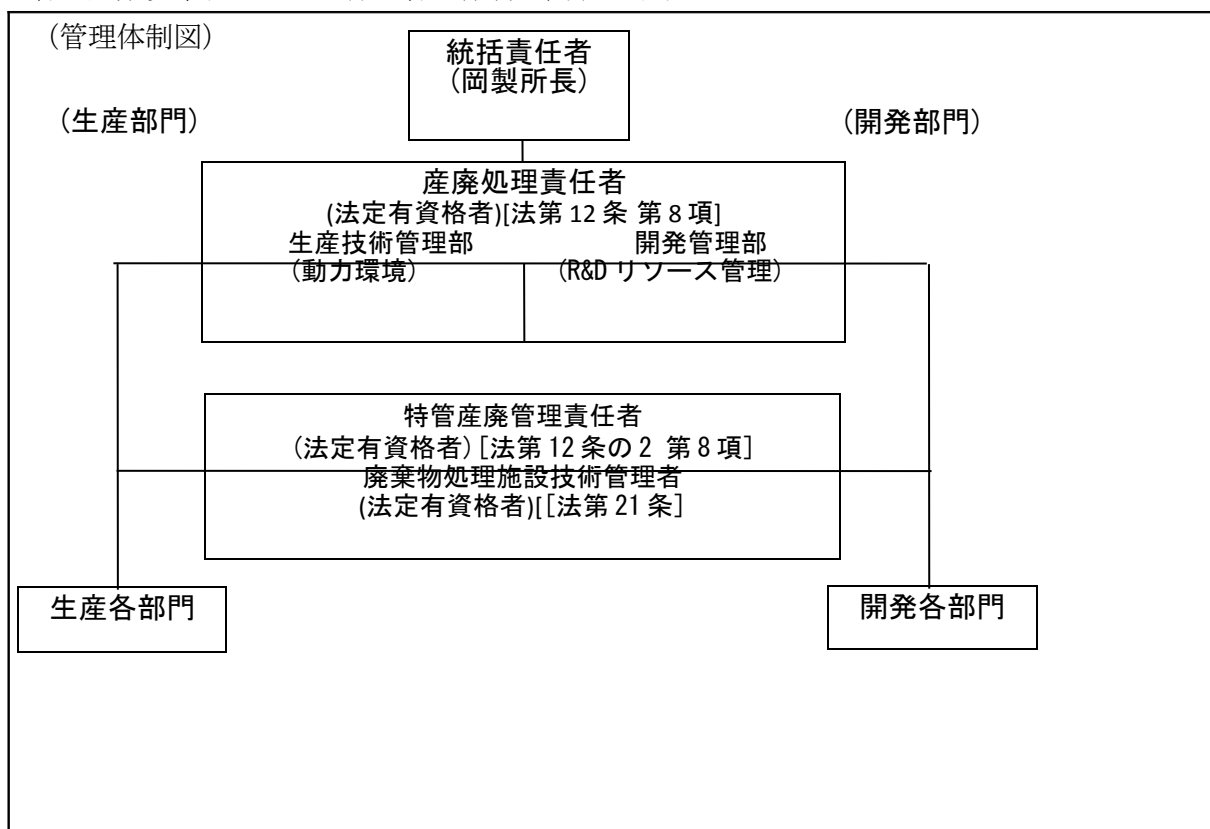 (管理体制図)
統括責任者
(岡製所長)
(生産部門)
(開発部門)
産廃処理責任者
(法定有資格者)[法第12条 第8項]
生産技術管理部
(動力環境)
開発管理部
(R&Dリソース管理)
特管産廃管理責任者
(法定有資格者)[法第12条の2 第8項]
廃棄物処理施設技術管理者
(法定有資格者)[[法第21条]
生産各部門
開発各部門